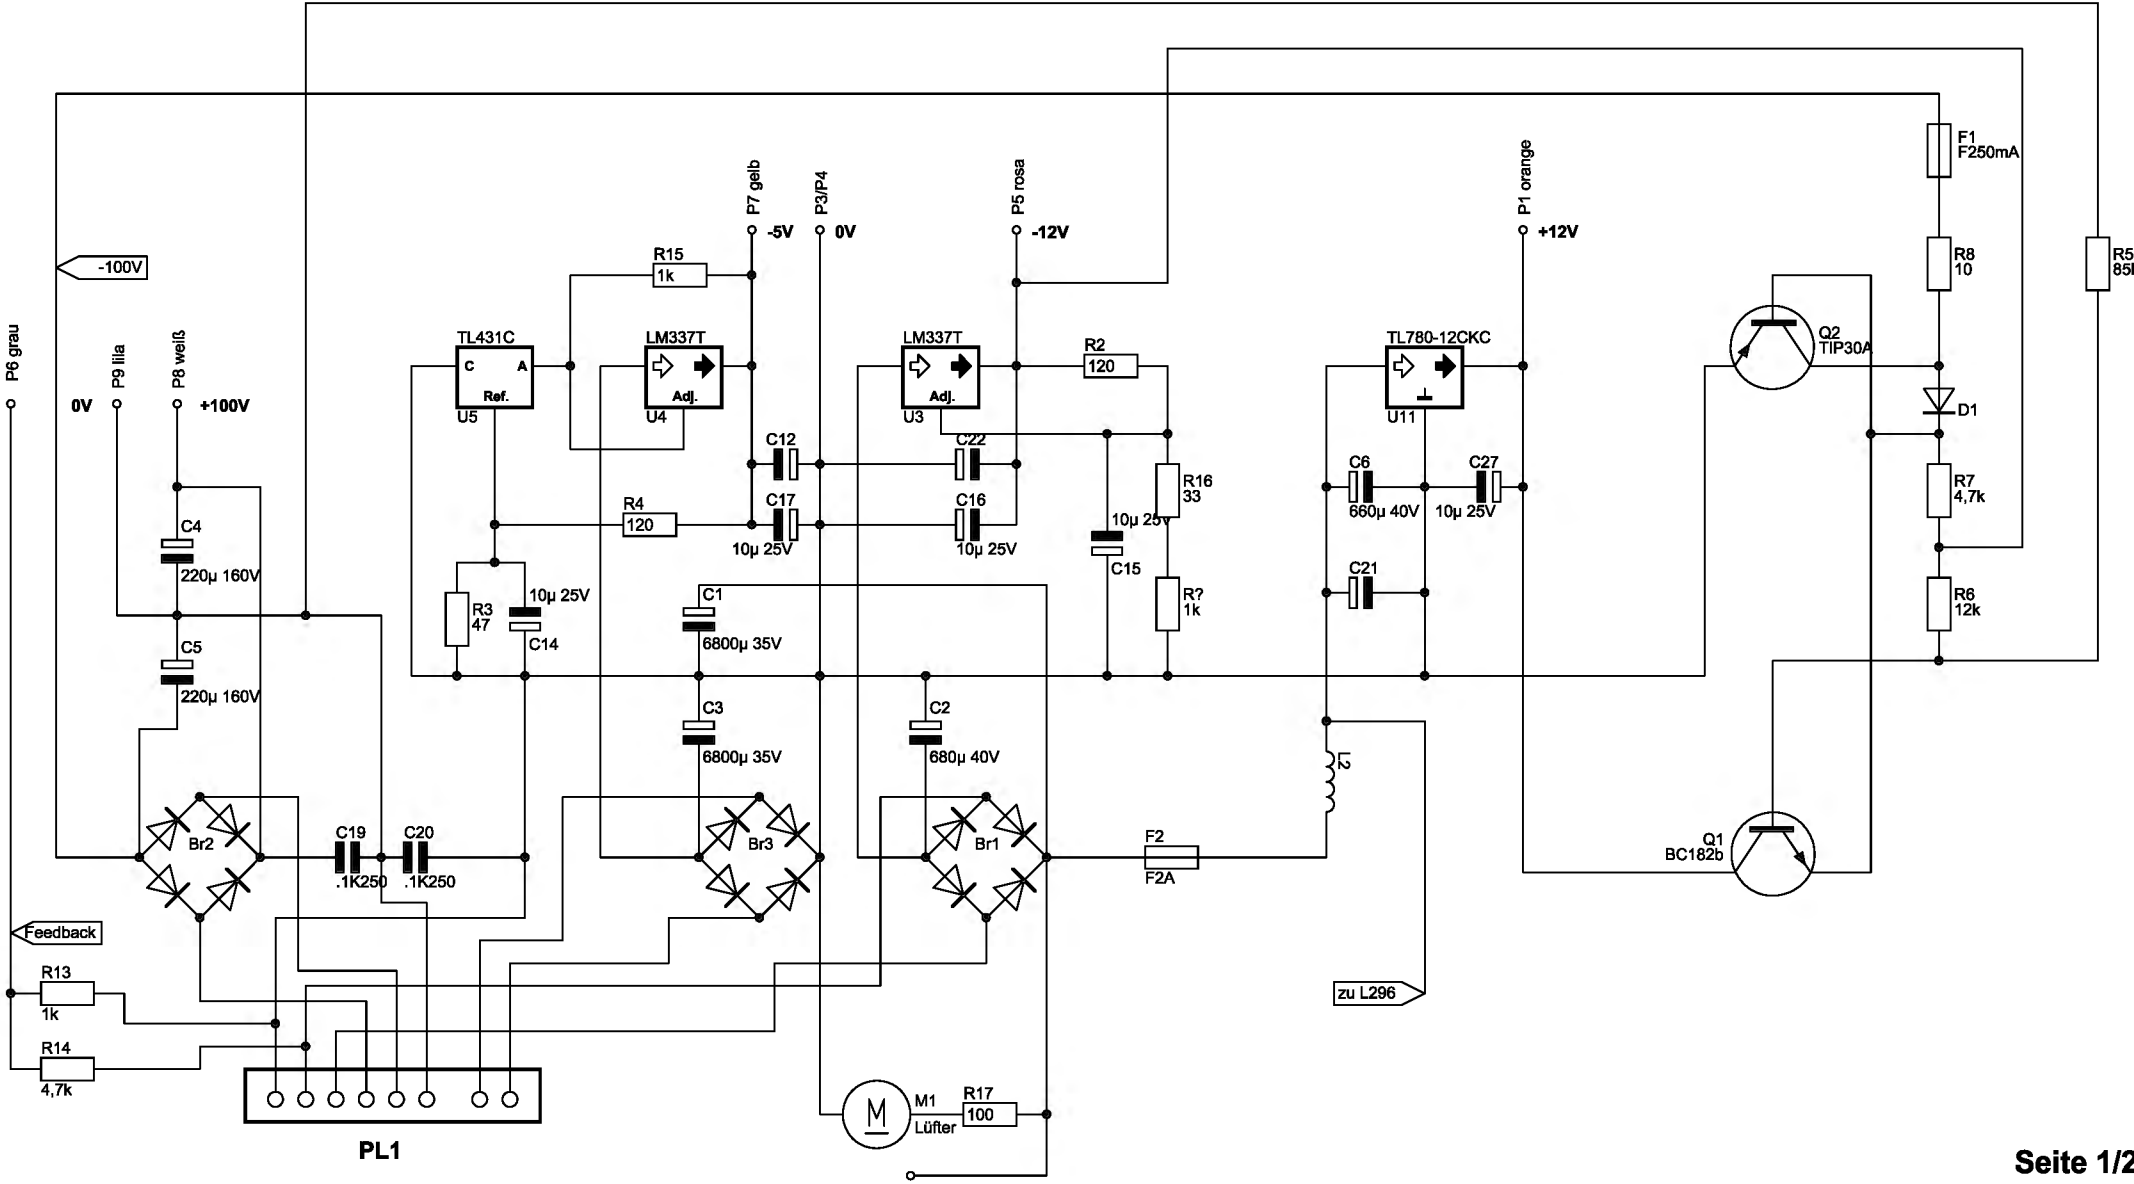 F1
F250mA
P7 gelb
P3/P4
P5 rosa
P1 orange
-5V
0V
-12V
+12V
-100V
R15
1k
R8
10
R5
P6 grau
P9 lila
P8 weiß
TL431C
C
A
Ref.
U5
LM337T
Adj.
U4
LM337T
Adj.
U3
R2
120
TL780-12CKC
U11
Q2
TIP30A
0V
+100V
D1
C12
C22
C6
C27
R16
33
R7
4,7k
R4
120
C17
C16
10µ 25V
660µ 40V
10µ 25V
C4
220µ 160V
10µ 25V
10µ 25V
C15
C21
R3
47
10µ 25V
C14
C1
6800µ 35V
R?
1k
R6
12k
C5
220µ 160V
C3
6800µ 35V
C2
680µ 40V
L2
Br2
C19
.1K250
C20
.1K250
Br3
Br1
F2
F2A
Q1
BC182b
Feedback
R13
1k
zu L296
R14
4,7k
M
M1
Lüfter
R17
100
PL1
Seite 1/2